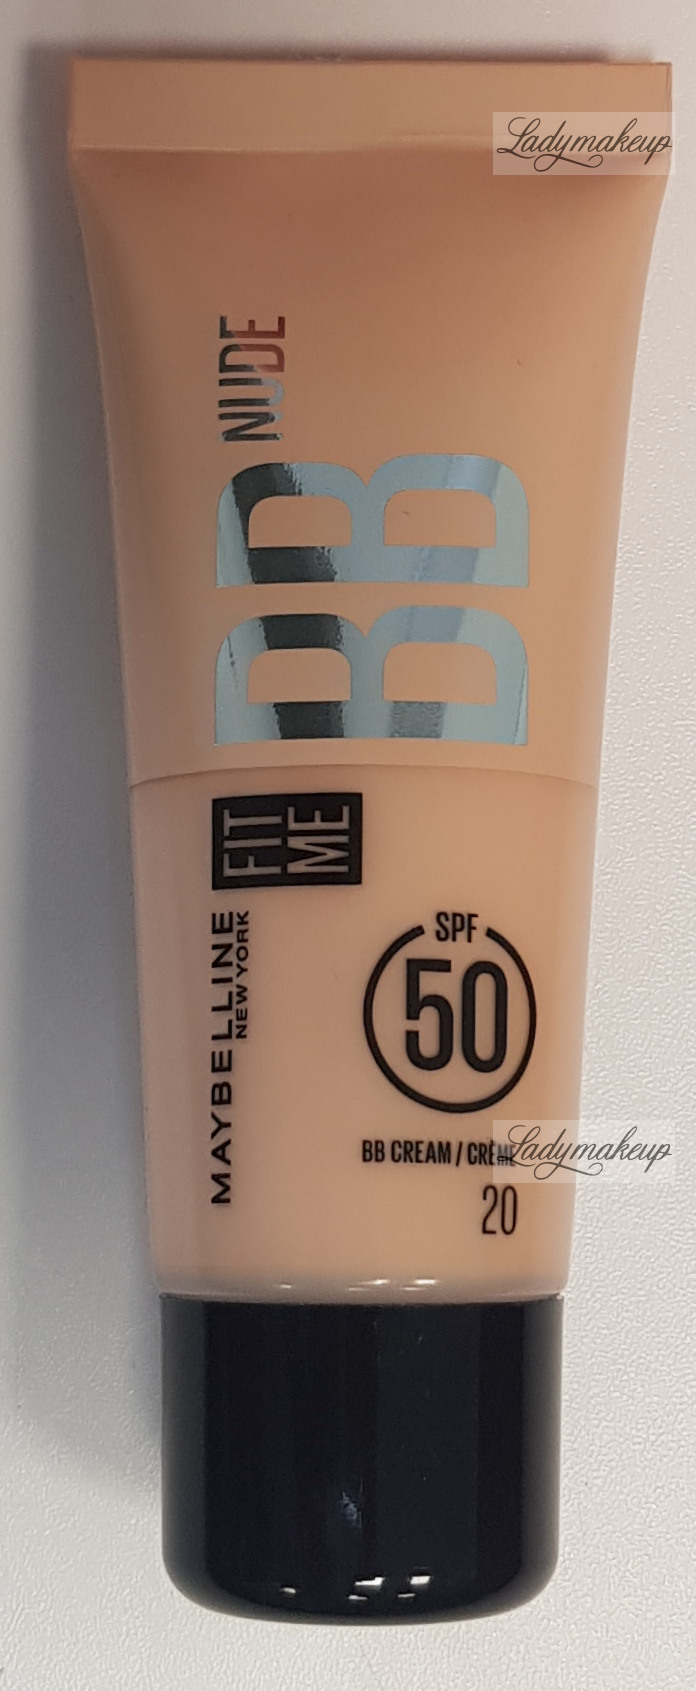 Ladymakeup
BB NUDE
FIT
ME
MAYBELLINE
NEW YORK
SPF
50
BB CREAM / CRÈME
20
Ladymakeup